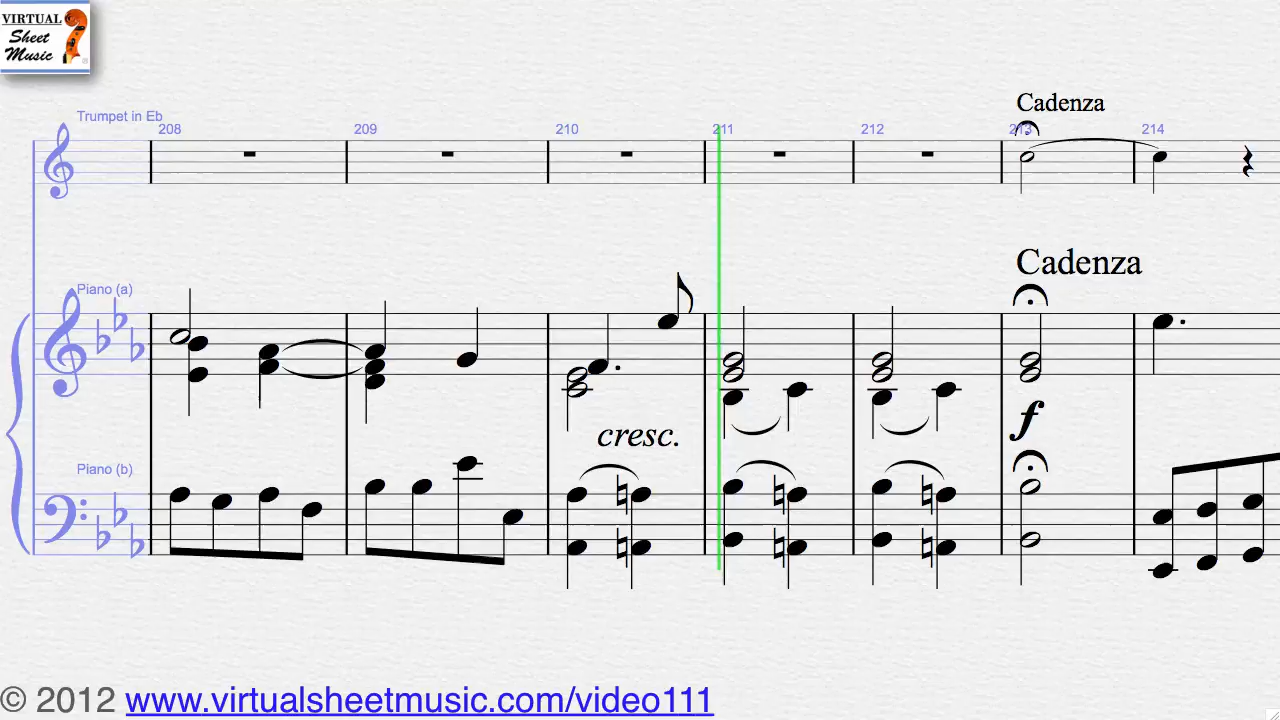 VIRTUAL
Sheet
Music
®
Cadenza
Trumpet in Eb
208 209 210 211 212 213 214
Cadenza
Piano (a)
cresc.
f
Piano (b)
© 2012 www.virtualsheetmusic.com/video111